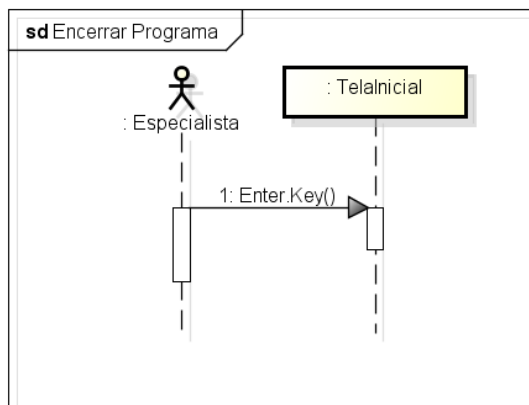 sd Encerrar Programa
: Especialista
: TelaInicial
1: Enter.Key()